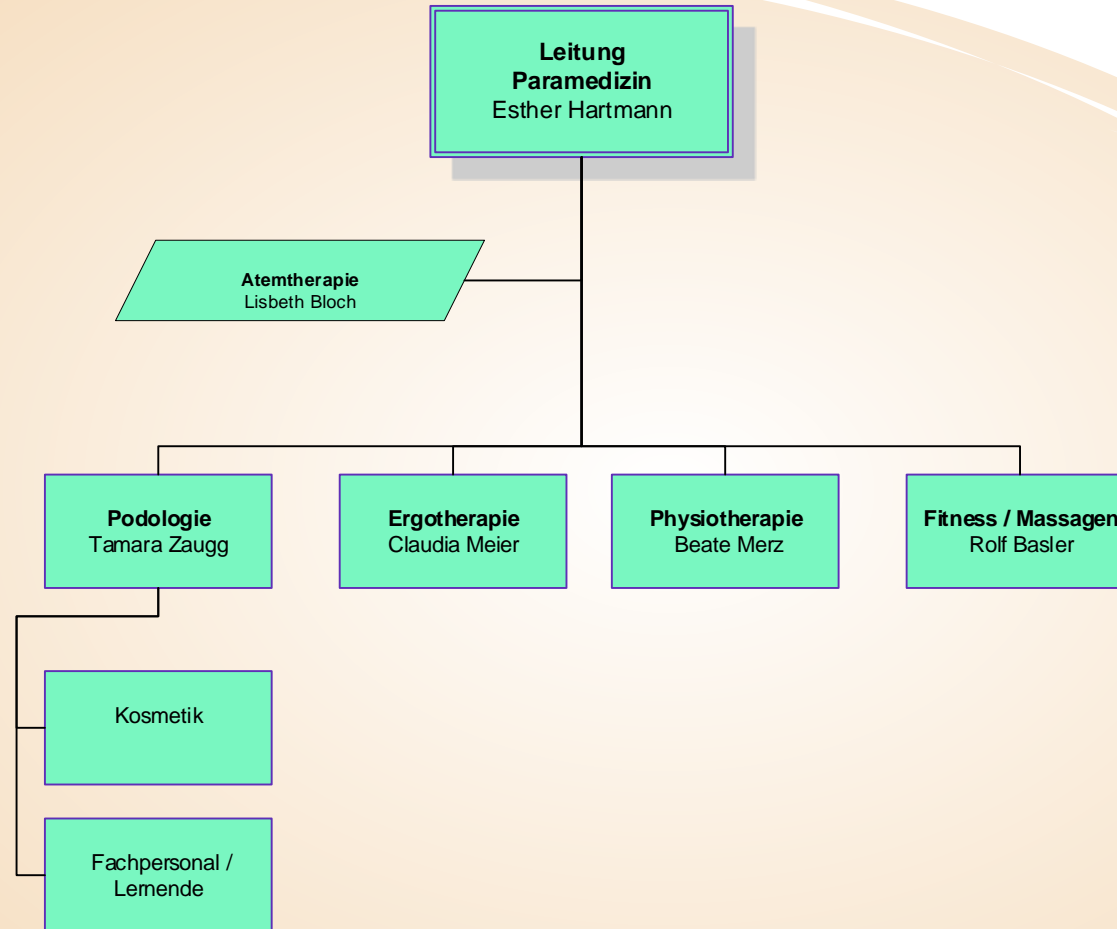 Leitung
Paramedizin
Esther Hartmann
Atemtherapie
Lisbeth Bloch
Podologie
Tamara Zaugg
Ergotherapie
Claudia Meier
Physiotherapie
Beate Merz
Fitness / Massagen
Rolf Basler
Kosmetik
Fachpersonal /
Lernende